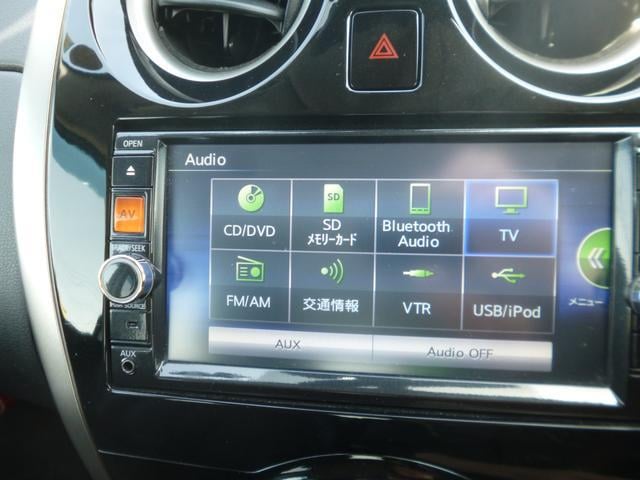 OPEN
Audio
AV
CD/DVD
SD
SD
メモリーカード
Bluetooth
Audio
TV
FM/AM
交通情報
VTR
USB/iPod
メニュー
AUX
Audio OFF
AUX